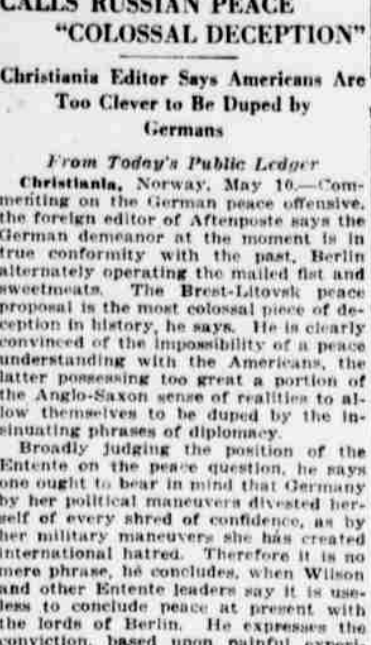 CALLS RUSSIAN PEACE
"COLOSSAL DECEPTION"
Christiania Editor Says Americans Are
Too Clever to Be Duped by
Germans
From Today's Public Ledger
Christiania, Norway, May 10.—Com-
menting on the German peace offensive,
the foreign editor of Aftenposte says the
German demeanor at the moment is in
true conformity with the past, Berlin
alternately operating the mailed fist and
sweetmeats. The Brest-Litovsk peace
proposal is the most colossal piece of de-
ception in history, he says. He is clearly
convinced of the impossibility of a peace
understanding with the Americans, the
latter possessing too great a portion of
the Anglo-Saxon sense of realities to al-
low themselves to be duped by the in-
sinuating phrases of diplomacy.
Broadly judging the position of the
Entente on the peace question, he says
one ought to bear in mind that Germany
by her political maneuvers divested her-
self of every shred of confidence, as by
her military maneuvers she has created
international hatred. Therefore it is no
mere phrase, he concludes, when Wilson
and other Entente leaders say it is use-
less to conclude peace at present with
the lords of Berlin. He expresses the
conviction, based upon painful experi-